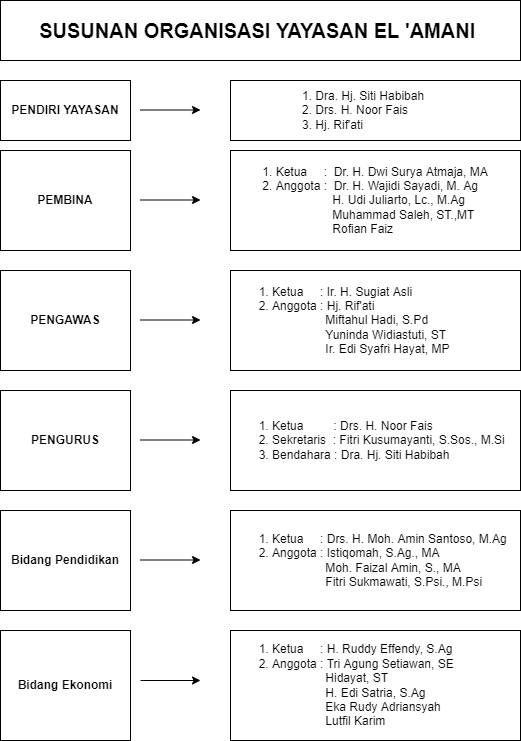 SUSUNAN ORGANISASI YAYASAN EL 'AMANI
PENDIRI YAYASAN
1. Dra. Hj. Siti Habibah
2. Drs. H. Noor Fais
3. Hj. Rif'ati
PEMBINA
1. Ketua : Dr. H. Dwi Surya Atmaja, MA
2. Anggota : Dr. H. Wajidi Sayadi, M. Ag
H. Udi Juliarto, Lc., M.Ag
Muhammad Saleh, ST.,MT
Rofian Faiz
PENGAWAS
1. Ketua : Ir. H. Sugiat Asli
2. Anggota : Hj. Rif'ati
Miftahul Hadi, S.Pd
Yuninda Widiastuti, ST
Ir. Edi Syafri Hayat, MP
PENGURUS
1. Ketua : Drs. H. Noor Fais
2. Sekretaris : Fitri Kusumayanti, S.Sos., M.Si
3. Bendahara : Dra. Hj. Siti Habibah
Bidang Pendidikan
1. Ketua : Drs. H. Moh. Amin Santoso, M.Ag
2. Anggota : Istiqomah, S.Ag., MA
Moh. Faizal Amin, S., MA
Fitri Sukmawati, S.Psi., M.Psi
Bidang Ekonomi
1. Ketua : H. Ruddy Effendy, S.Ag
2. Anggota : Tri Agung Setiawan, SE
Hidayat, ST
H. Edi Satria, S.Ag
Eka Rudy Adriansyah
Lutfil Karim